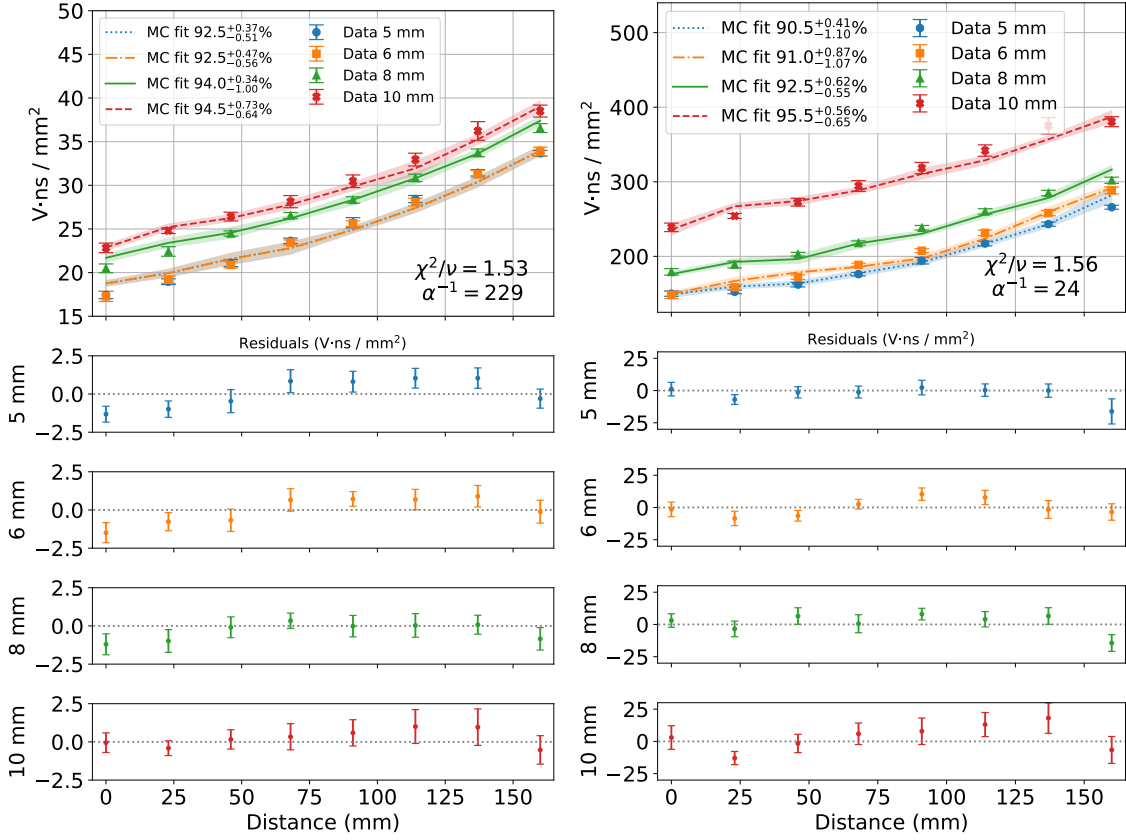 50
45
40
35
30
25
20
15
V·ns / mm²
MC fit 92.5+0.37−0.51%
MC fit 92.5+0.47−0.56%
MC fit 94.0+0.34−1.00%
MC fit 94.5+0.73−0.64%
Data 5 mm
Data 6 mm
Data 8 mm
Data 10 mm
χ²/ν = 1.53
α⁻¹ = 229
Residuals (V·ns / mm²)
5 mm
2.5
0.0
−2.5
6 mm
2.5
0.0
−2.5
8 mm
2.5
0.0
−2.5
10 mm
2.5
0.0
−2.5
0 25 50 75 100 125 150
Distance (mm)
500
400
300
200
V·ns / mm²
MC fit 90.5+0.41−1.10%
MC fit 91.0+0.87−1.07%
MC fit 92.5+0.62−0.55%
MC fit 95.5+0.56−0.65%
Data 5 mm
Data 6 mm
Data 8 mm
Data 10 mm
χ²/ν = 1.56
α⁻¹ = 24
Residuals (V·ns / mm²)
5 mm
25
0
−25
6 mm
25
0
−25
8 mm
25
0
−25
10 mm
25
0
−25
0 25 50 75 100 125 150
Distance (mm)